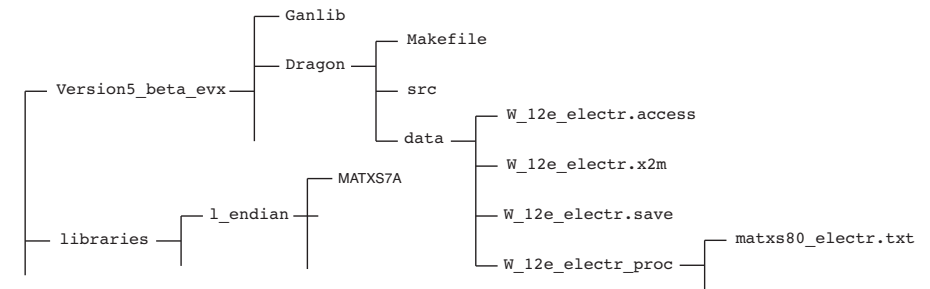 Ganlib
Makefile
Dragon
Version5_beta_evx
src
W_12e_electr.access
data
W_12e_electr.x2m
MATXS7A
l_endian
W_12e_electr.save
libraries
matxs80_electr.txt
W_12e_electr_proc